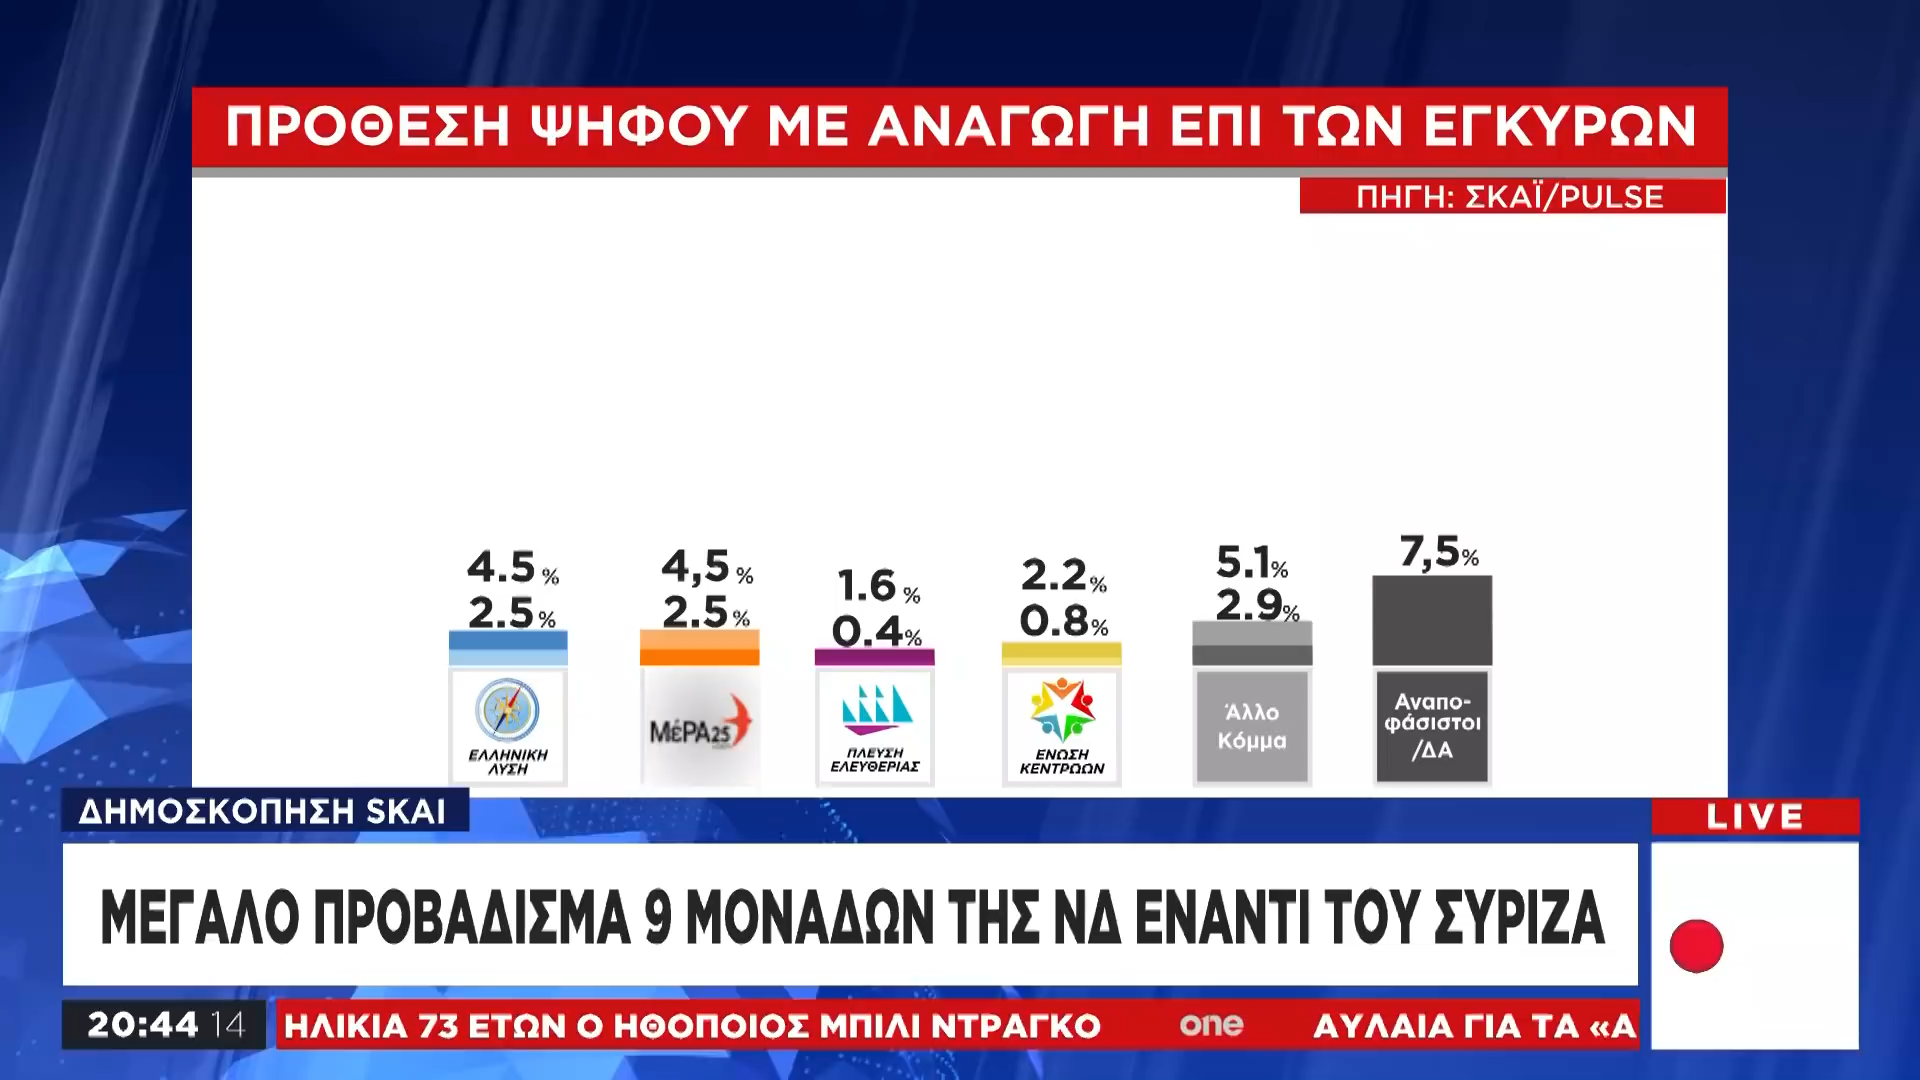 ΠΡΟΘΕΣΗ ΨΗΦΟΥ ΜΕ ΑΝΑΓΩΓΗ ΕΠΙ ΤΩΝ ΕΓΚΥΡΩΝ
ΠΗΓΗ: ΣΚΑΪ/PULSE
4.5% 4,5% 1.6% 2.2% 5.1% 7,5%
2.5% 2.5% 0.4% 0.8% 2.9%
ΕΛΛΗΝΙΚΗ
ΛΥΣΗ
ΜέΡΑ25
ΠΛΕΥΣΗ
ΕΛΕΥΘΕΡΙΑΣ
ΕΝΩΣΗ
ΚΕΝΤΡΩΩΝ
Άλλο
Κόμμα
Αναπο-
φάσιστοι
/ΔΑ
ΔΗΜΟΣΚΟΠΗΣΗ SKAI
LIVE
ΜΕΓΑΛΟ ΠΡΟΒΑΔΙΣΜΑ 9 ΜΟΝΑΔΩΝ ΤΗΣ ΝΔ ΕΝΑΝΤΙ ΤΟΥ ΣΥΡΙΖΑ
20:44 14
ΗΛΙΚΙΑ 73 ΕΤΩΝ Ο ΗΘΟΠΟΙΟΣ ΜΠΙΛΙ ΝΤΡΑΓΚΟ one ΑΥΛΑΙΑ ΓΙΑ ΤΑ «Α